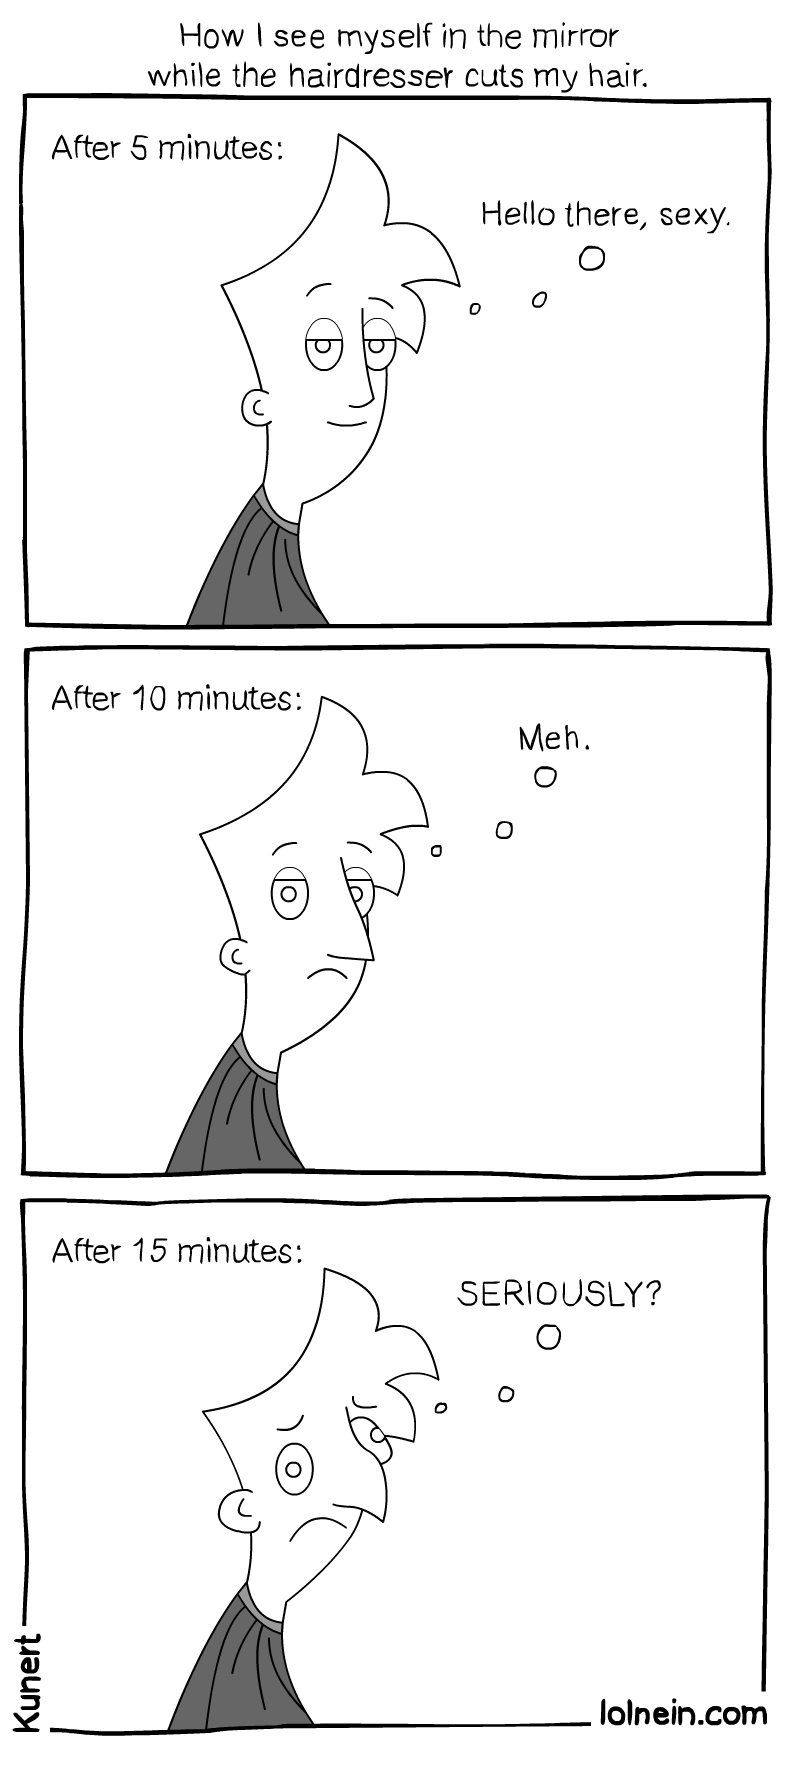 How I see myself in the mirror
while the hairdresser cuts my hair.
After 5 minutes:
Hello there, sexy.
After 10 minutes:
Meh.
After 15 minutes:
SERIOUSLY?
Kunert
lolnein.com